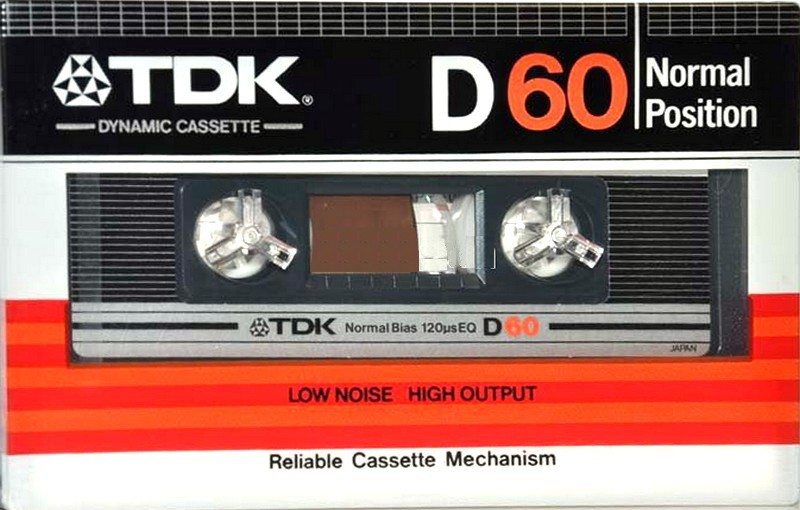 TDK®
DYNAMIC CASSETTE
D60
Normal
Position
TDK Normal Bias 120µs EQ D60
JAPAN
LOW NOISE HIGH OUTPUT
Reliable Cassette Mechanism